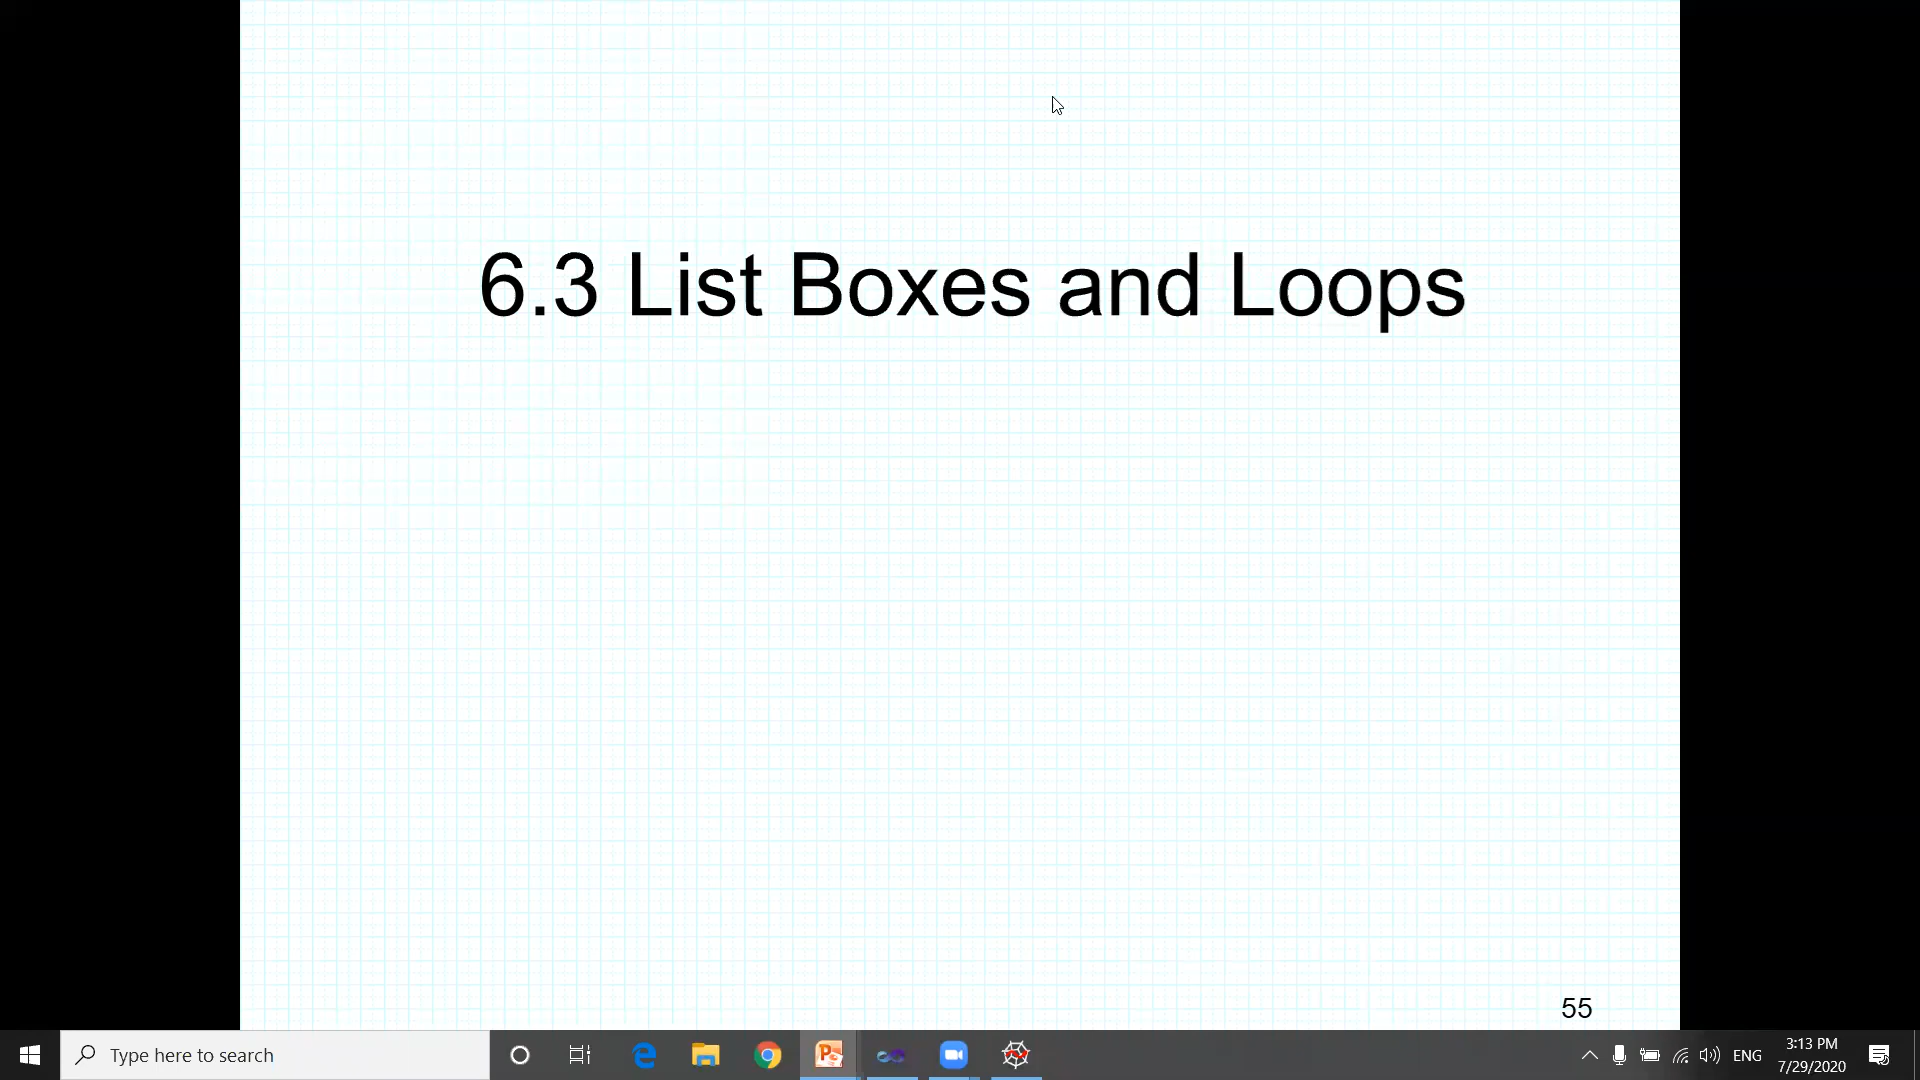 6.3 List Boxes and Loops
55
Type here to search
ENG
3:13 PM
7/29/2020